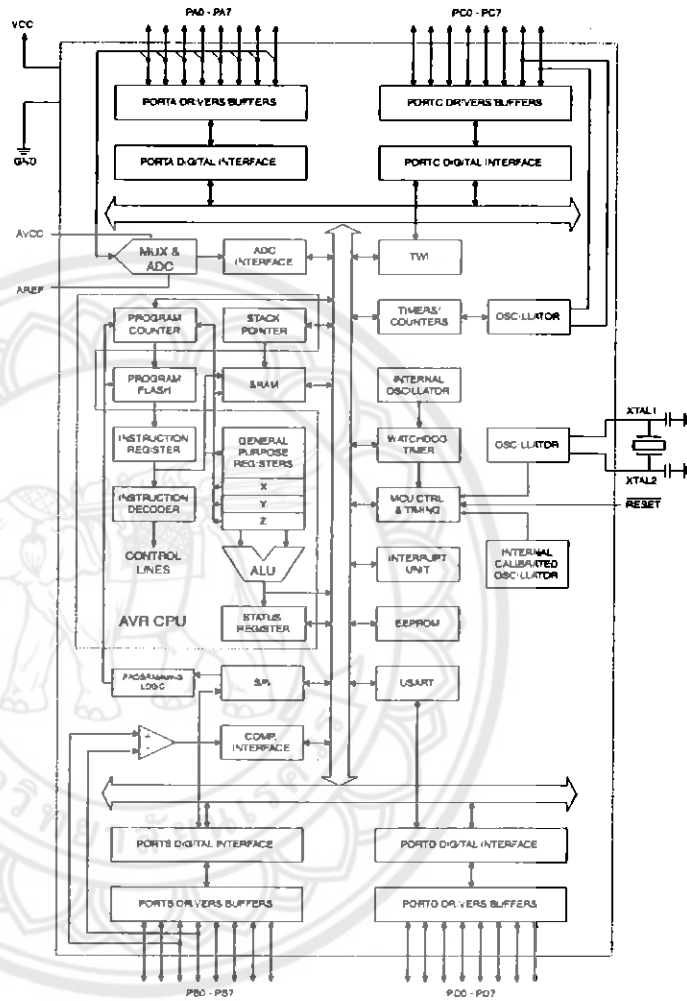 PA0 - PA7
PC0 - PC7
VCC
GND
PORTA DRIVERS BUFFERS
PORTC DRIVERS BUFFERS
PORTA DIGITAL INTERFACE
PORTC DIGITAL INTERFACE
AVCC
MUX &
ADC
ADC
INTERFACE
TWI
AREF
PROGRAM
COUNTER
STACK
POINTER
TIMERS/
COUNTERS
OSCILLATOR
PROGRAM
FLASH
SRAM
INTERNAL
OSCILLATOR
XTAL1
INSTRUCTION
REGISTER
GENERAL
PURPOSE
REGISTERS
WATCHDOG
TIMER
OSCILLATOR
X
XTAL2
INSTRUCTION
DECODER
Y
MCU CTRL
& TIMING
RESET
Z
CONTROL
LINES
ALU
INTERRUPT
UNIT
INTERNAL
CALIBRATED
OSCILLATOR
AVR CPU
STATUS
REGISTER
EEPROM
PROGRAMMING
LOGIC
SPI
USART
+
-
COMP.
INTERFACE
PORTB DIGITAL INTERFACE
PORTD DIGITAL INTERFACE
PORTB DRIVERS BUFFERS
PORTD DRIVERS BUFFERS
PB0 - PB7
PD0 - PD7